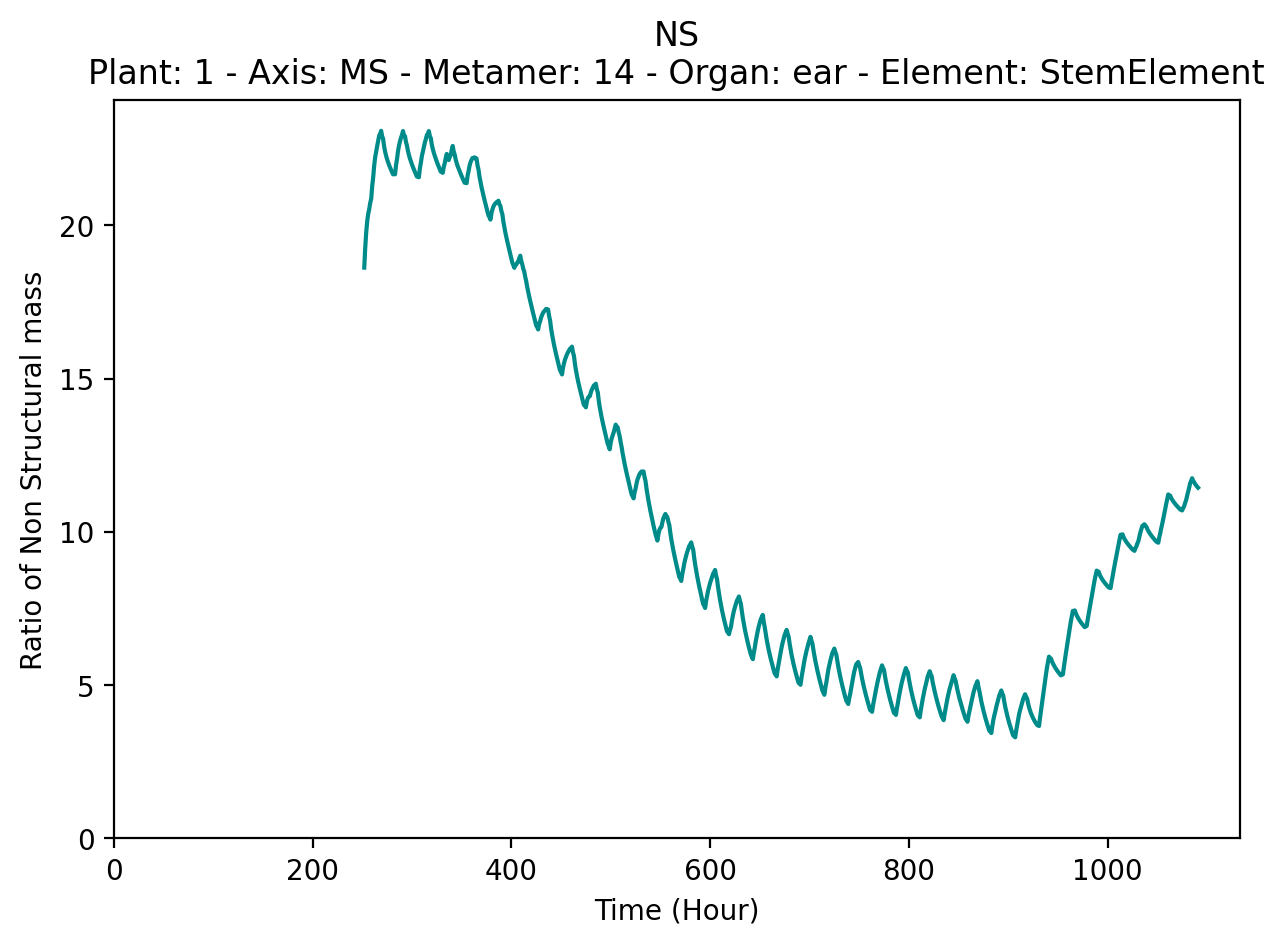 NS
Plant: 1 - Axis: MS - Metamer: 14 - Organ: ear - Element: StemElement
Ratio of Non Structural mass
20
15
10
5
0
0 200 400 600 800 1000
Time (Hour)